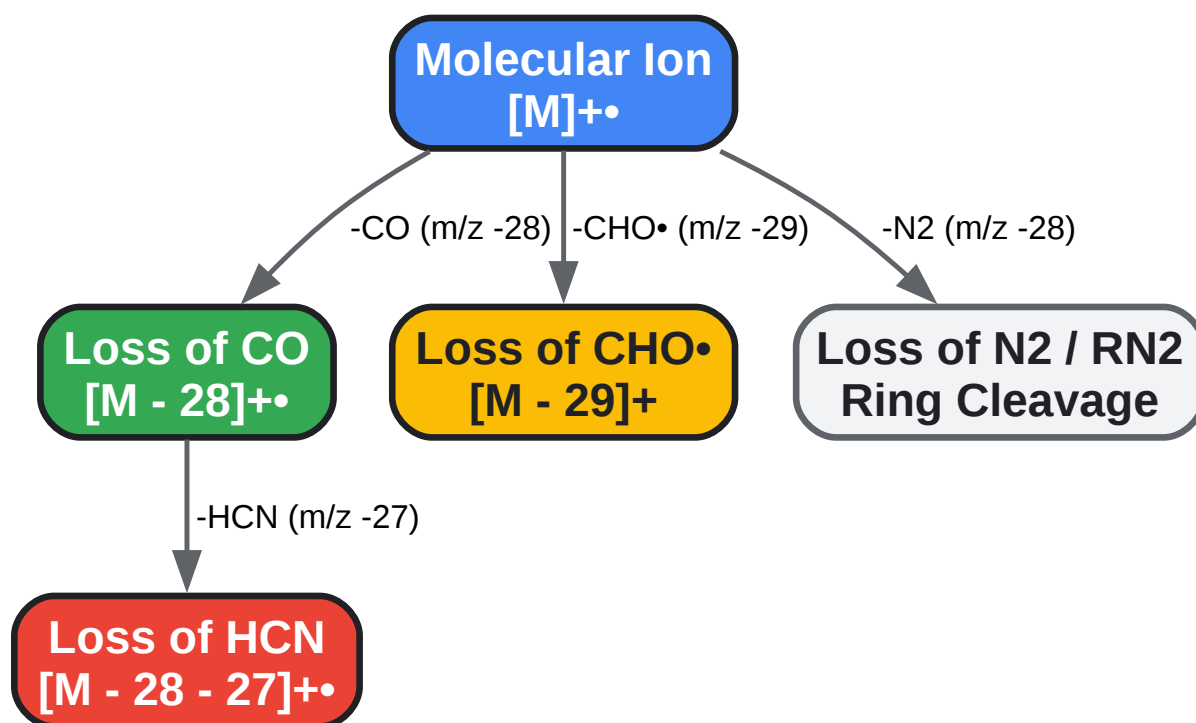 Molecular Ion
[M]+•
-CO (m/z -28)
-CHO• (m/z -29)
-N2 (m/z -28)
Loss of CO
[M - 28]+•
Loss of CHO•
[M - 29]+
Loss of N2 / RN2
Ring Cleavage
-HCN (m/z -27)
Loss of HCN
[M - 28 - 27]+•